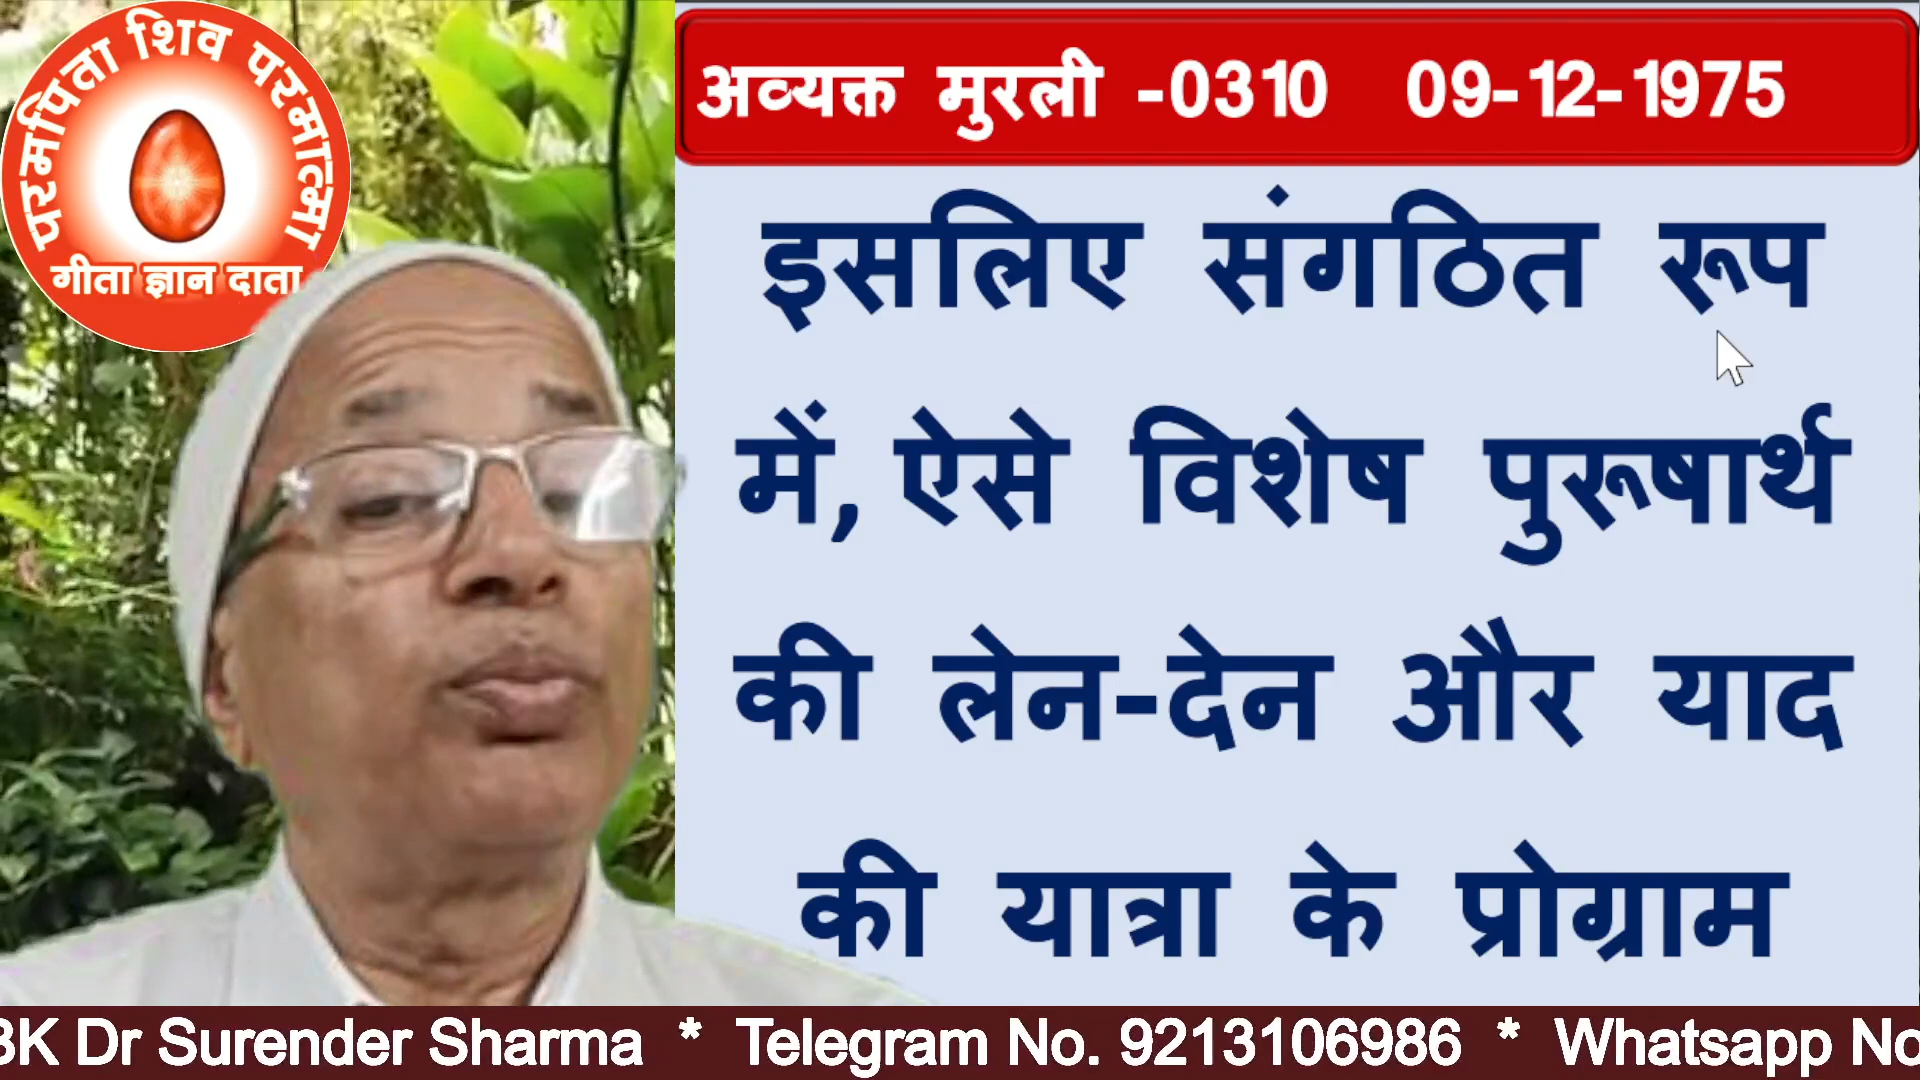 परमपिता शिव परमात्मा
गीता ज्ञान दाता
अव्यक्त मुरली -0310 09-12-1975
इसलिए संगठित रूप
में, ऐसे विशेष पुरूषार्थ
की लेन-देन और याद
की यात्रा के प्रोग्राम
BK Dr Surender Sharma * Telegram No. 9213106986 * Whatsapp No